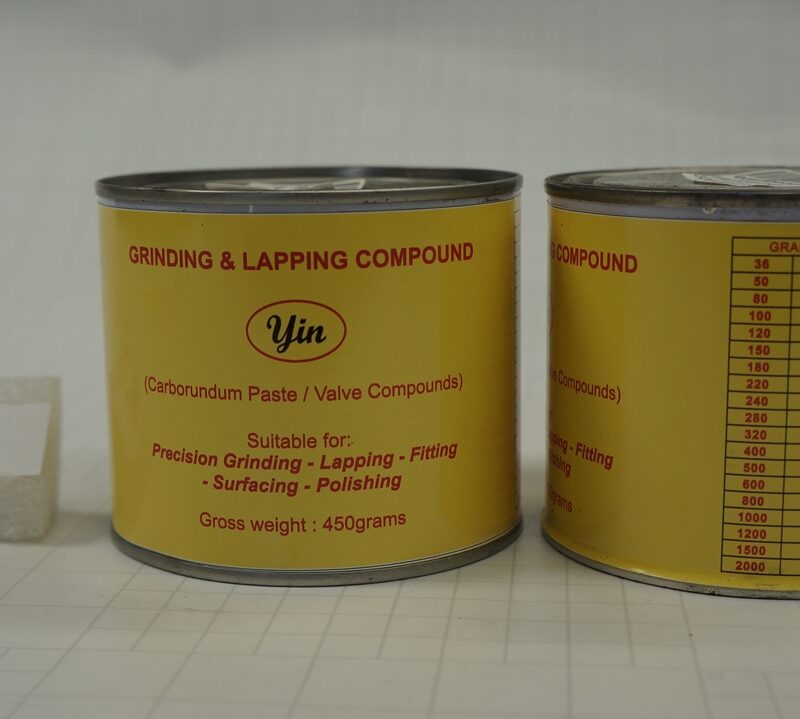 GRINDING & LAPPING COMPOUND
Yin
(Carborundum Paste / Valve Compounds)
Suitable for:
Precision Grinding - Lapping - Fitting
- Surfacing - Polishing
Gross weight : 450grams
G COMPOUND
Compounds)
- Fitting
GRA
36
50
80
100
120
150
180
220
240
280
320
400
500
600
800
1000
1200
1500
2000